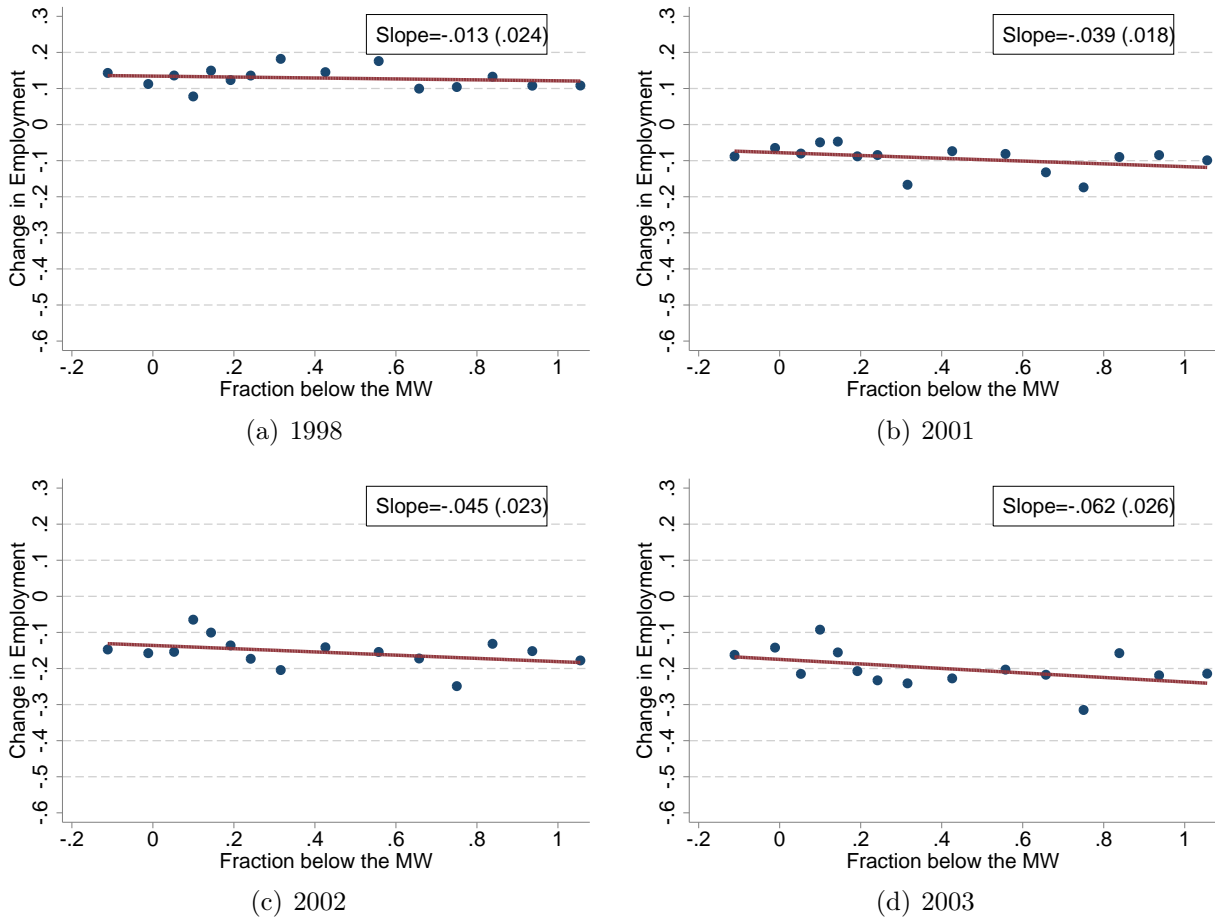 Slope=-.013 (.024)
Change in Employment
.3
.2
.1
0
-.1
-.2
-.3
-.4
-.5
-.6
-.2 0 .2 .4 .6 .8 1
Fraction below the MW
(a) 1998
Slope=-.039 (.018)
Change in Employment
.3
.2
.1
0
-.1
-.2
-.3
-.4
-.5
-.6
-.2 0 .2 .4 .6 .8 1
Fraction below the MW
(b) 2001
Slope=-.045 (.023)
Change in Employment
.3
.2
.1
0
-.1
-.2
-.3
-.4
-.5
-.6
-.2 0 .2 .4 .6 .8 1
Fraction below the MW
(c) 2002
Slope=-.062 (.026)
Change in Employment
.3
.2
.1
0
-.1
-.2
-.3
-.4
-.5
-.6
-.2 0 .2 .4 .6 .8 1
Fraction below the MW
(d) 2003